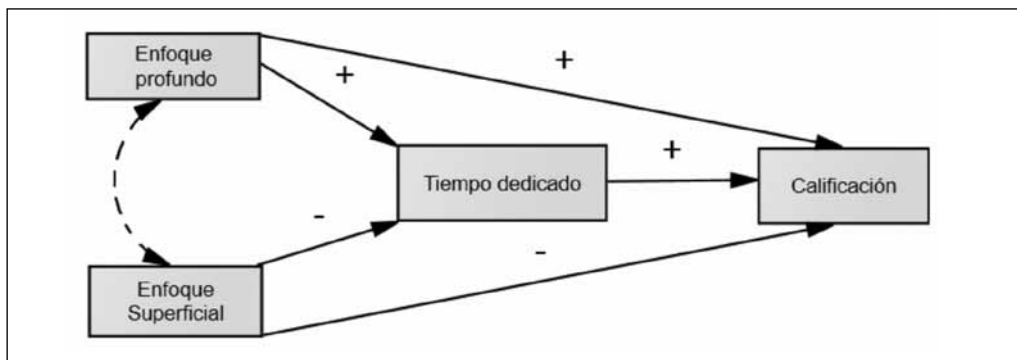 Enfoque
profundo
+
+
Tiempo dedicado
+
Calificación
-
-
Enfoque
Superficial